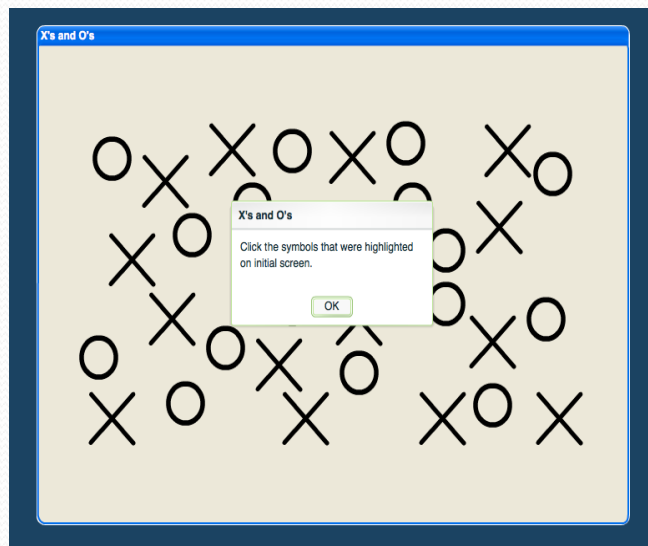 X's and O's
X's and O's
Click the symbols that were highlighted
on initial screen.
OK